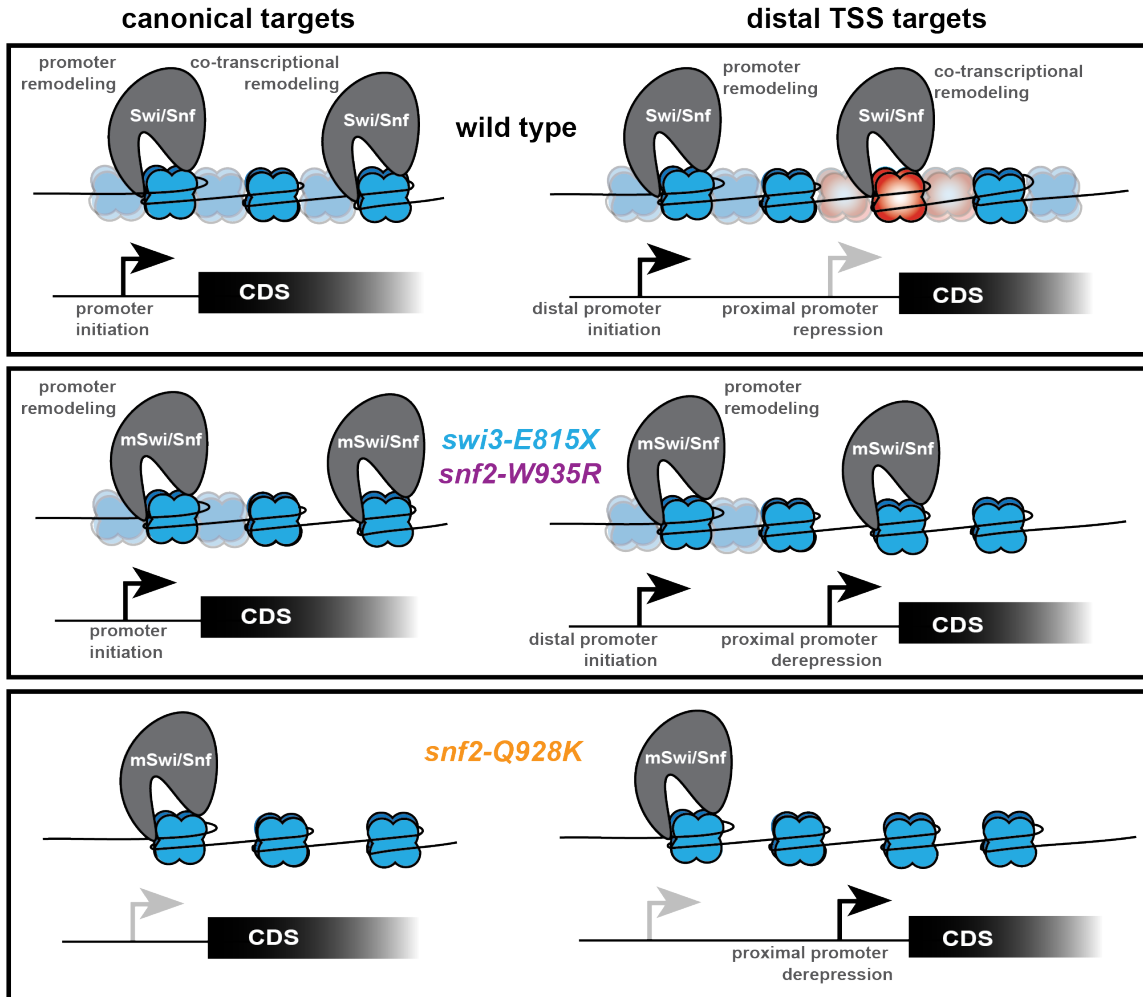 canonical targets
distal TSS targets
promoter
remodeling
co-transcriptional
remodeling
Swi/Snf
Swi/Snf
wild type
promoter
remodeling
co-transcriptional
remodeling
Swi/Snf
Swi/Snf
CDS
promoter
initiation
CDS
distal promoter
initiation
proximal promoter
repression
promoter
remodeling
mSwi/Snf
mSwi/Snf
swi3-E815X
snf2-W935R
promoter
remodeling
mSwi/Snf
mSwi/Snf
CDS
promoter
initiation
CDS
distal promoter
initiation
proximal promoter
derepression
mSwi/Snf
snf2-Q928K
mSwi/Snf
CDS
CDS
proximal promoter
derepression